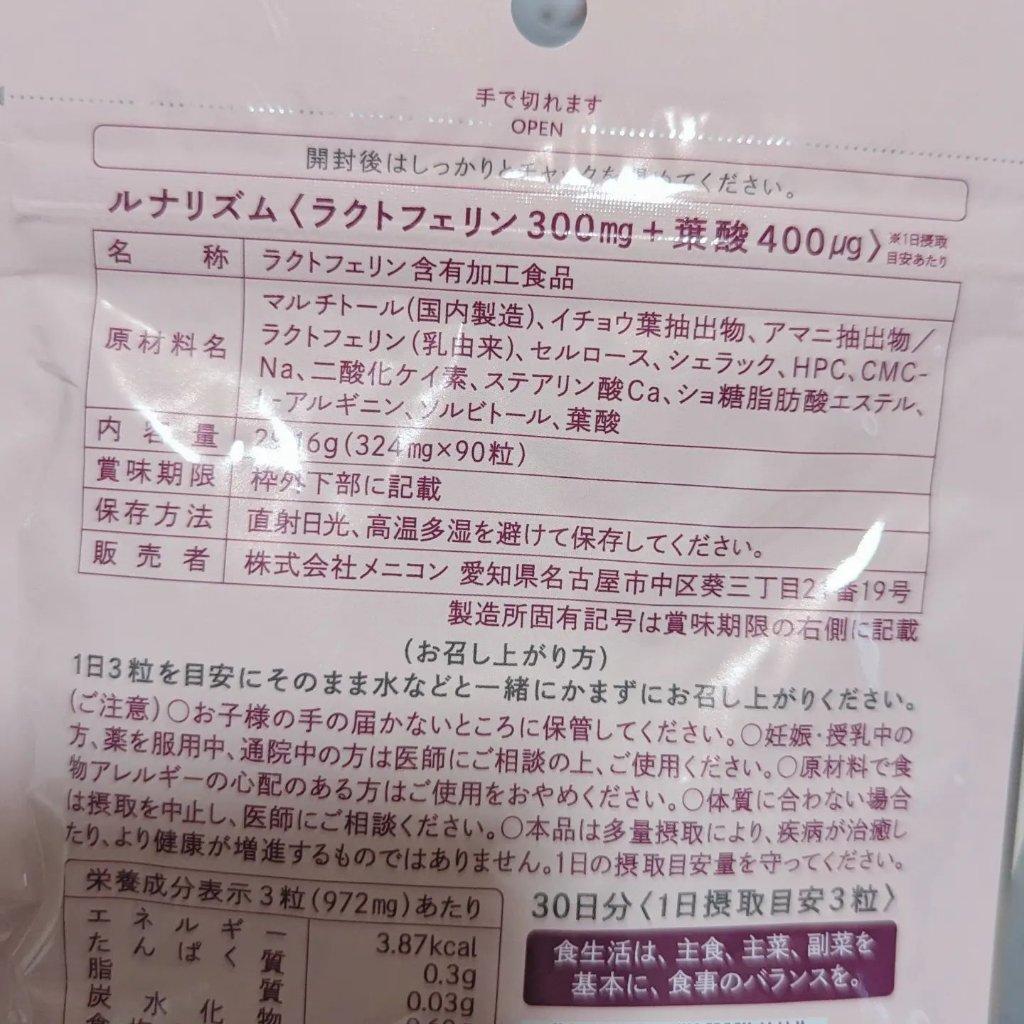 手で切れます
OPEN
開封後はしっかりとチャックを てください。
ルナリズム〈ラクトフェリン300mg+葉酸400μg〉※1日摂取
目安あたり
名称 ラクトフェリン含有加工食品
原材料名 マルチトール(国内製造)、イチョウ葉抽出物、アマニ抽出物/
ラクトフェリン(乳由来)、セルロース、シェラック、HPC、CMC-
Na、二酸化ケイ素、ステアリン酸Ca、ショ糖脂肪酸エステル、
L-アルギニン、ソルビトール、葉酸
内容量 29.16g(324mg×90粒)
賞味期限 枠外下部に記載
保存方法 直射日光、高温多湿を避けて保存してください。
販売者 株式会社メニコン 愛知県名古屋市中区葵三丁目 番19号
製造所固有記号は賞味期限の右側に記載
(お召し上がり方)
1日3粒を目安にそのまま水などと一緒にかまずにお召し上がりください。
(ご注意)○お子様の手の届かないところに保管してください。○妊娠・授乳中の
方、薬を服用中、通院中の方は医師にご相談の上、ご使用ください。○原材料で食
物アレルギーの心配のある方はご使用をおやめください。○体質に合わない場合
は摂取を中止し、医師にご相談ください。○本品は多量摂取により、疾病が治癒し
たり、より健康が増進するものではありません。1日の摂取目安量を守ってください。
栄養成分表示3粒(972mg)あたり
エネルギー 3.87kcal
たんぱく質 0.3g
脂質 0.03g
炭水化物
30日分〈1日摂取目安3粒〉
食生活は、主食、主菜、副菜を
基本に、食事のバランスを。